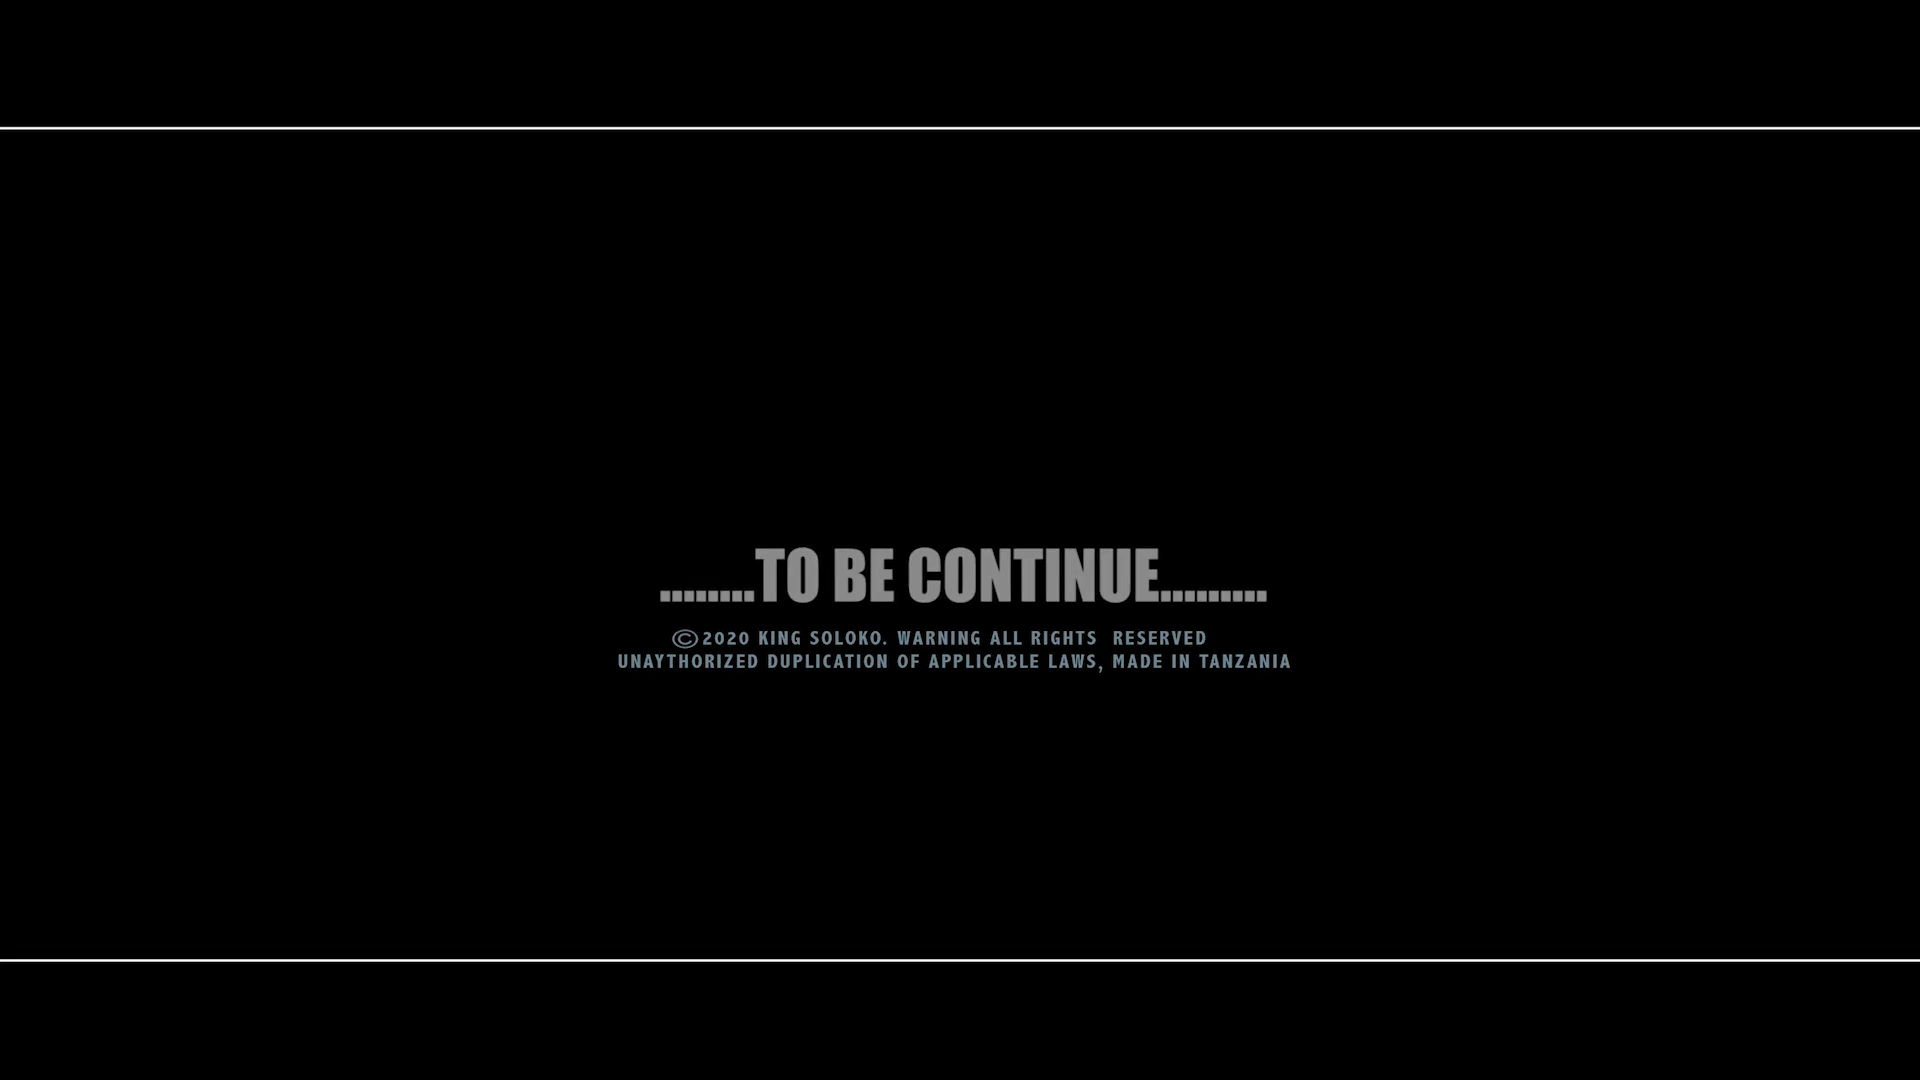 ........TO BE CONTINUE.........
©2020 KING SOLOKO. WARNING ALL RIGHTS RESERVED
UNAYTHORIZED DUPLICATION OF APPLICABLE LAWS, MADE IN TANZANIA